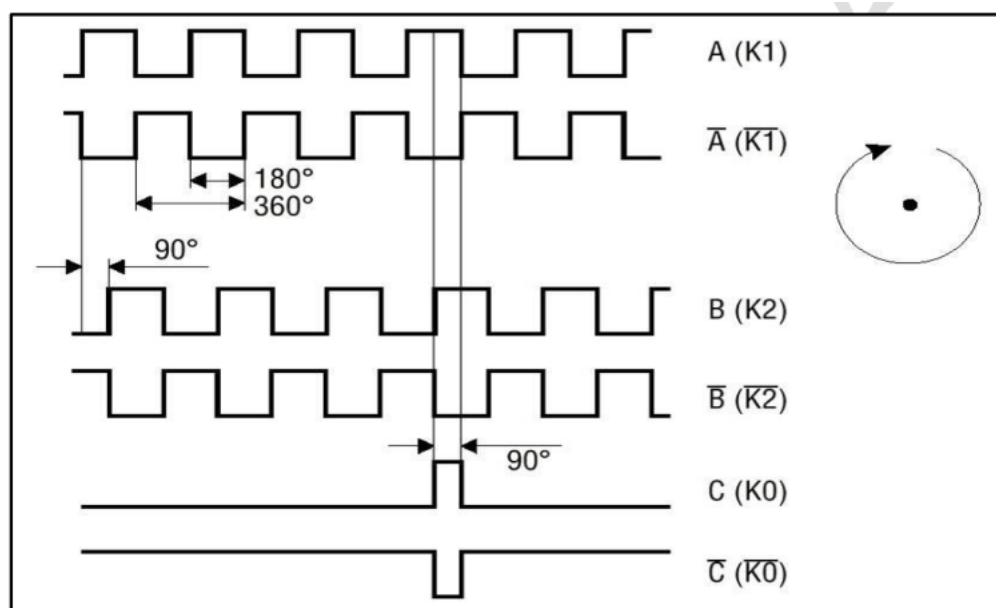 A (K1)
A̅ (K̅1̅)
180°
360°
90°
B (K2)
B̅ (K̅2̅)
90°
C (K0)
C̅ (K̅0̅)